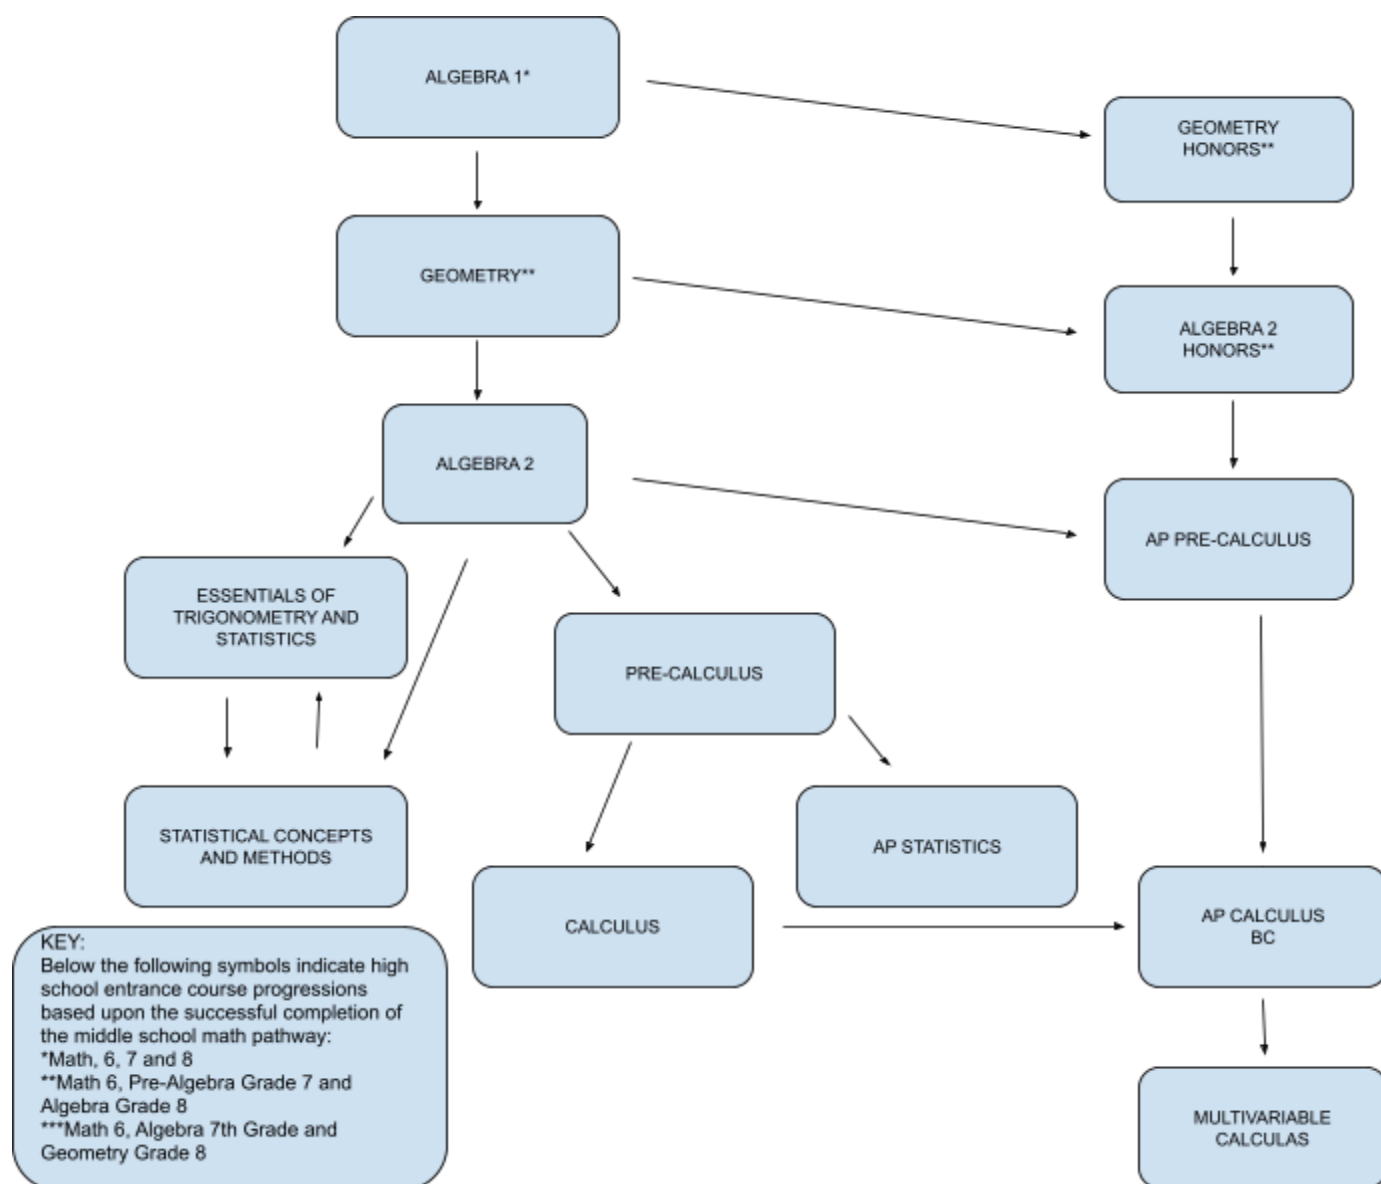 ALGEBRA 1*
GEOMETRY
HONORS**
GEOMETRY**
ALGEBRA 2
HONORS**
ALGEBRA 2
AP PRE-CALCULUS
ESSENTIALS OF
TRIGONOMETRY AND
STATISTICS
PRE-CALCULUS
STATISTICAL CONCEPTS
AND METHODS
AP STATISTICS
CALCULUS
AP CALCULUS
BC
KEY:
Below the following symbols indicate high
school entrance course progressions
based upon the successful completion of
the middle school math pathway:
*Math, 6, 7 and 8
**Math 6, Pre-Algebra Grade 7 and
Algebra Grade 8
***Math 6, Algebra 7th Grade and
Geometry Grade 8
MULTIVARIABLE
CALCULAS